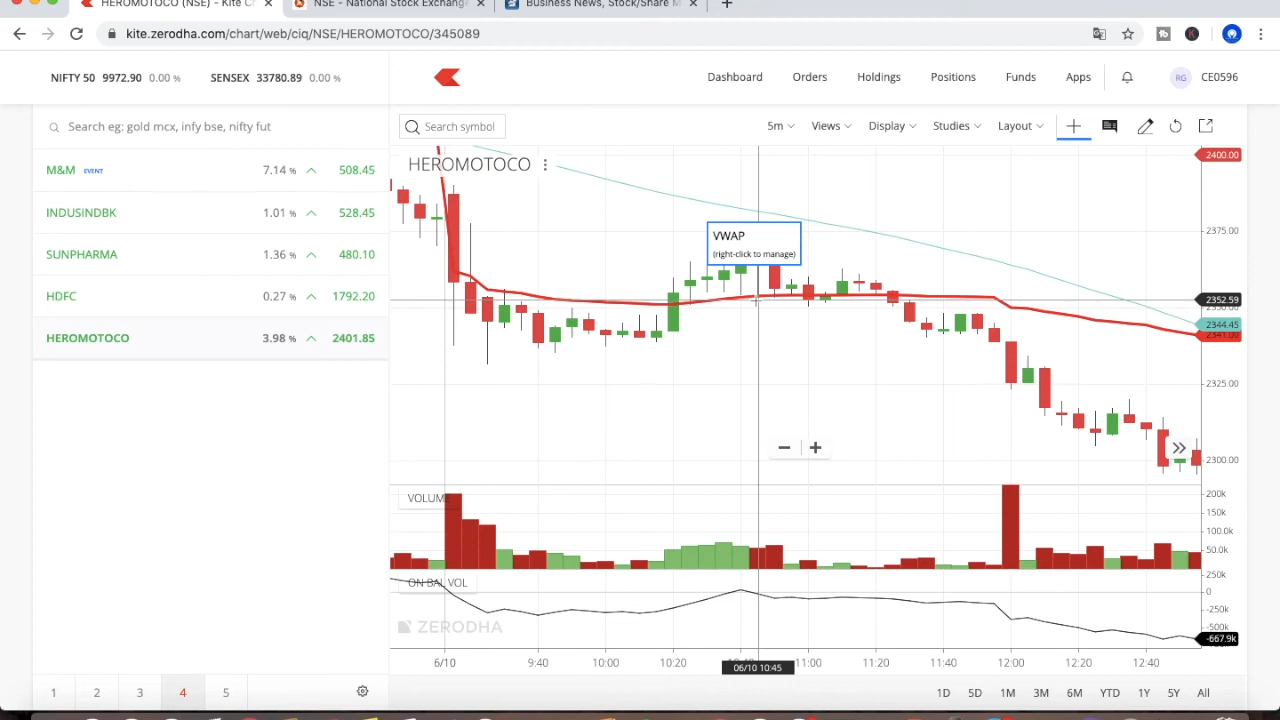 HEROMOTOCO (NSE) - Kite Ch
NSE - National Stock Exchange
Business News, Stock/Share M
kite.zerodha.com/chart/web/ciq/NSE/HEROMOTOCO/345089
NIFTY 50 9972.90 0.00 %
SENSEX 33780.89 0.00 %
Dashboard Orders Holdings Positions Funds Apps RG CE0596
Search eg: gold mcx, infy bse, nifty fut
M&M EVENT 7.14 % 508.45
INDUSINDBK 1.01 % 528.45
SUNPHARMA 1.36 % 480.10
HDFC 0.27 % 1792.20
HEROMOTOCO 3.98 % 2401.85
1 2 3 4 5
Search symbol 5m Views Display Studies Layout
HEROMOTOCO
VWAP
(right-click to manage)
2400.00
2375.00
2352.59
2344.45
2341.00
2325.00
2300.00
VOLUME
200k
150k
100.0k
50.0k
250k
ON BAL VOL
0
-250k
-500k
-667.9k
ZERODHA
6/10 9:40 10:00 10:20 11:00 11:20 11:40 12:00 12:20 12:40
06/10 10:45
1D 5D 1M 3M 6M YTD 1Y 5Y All